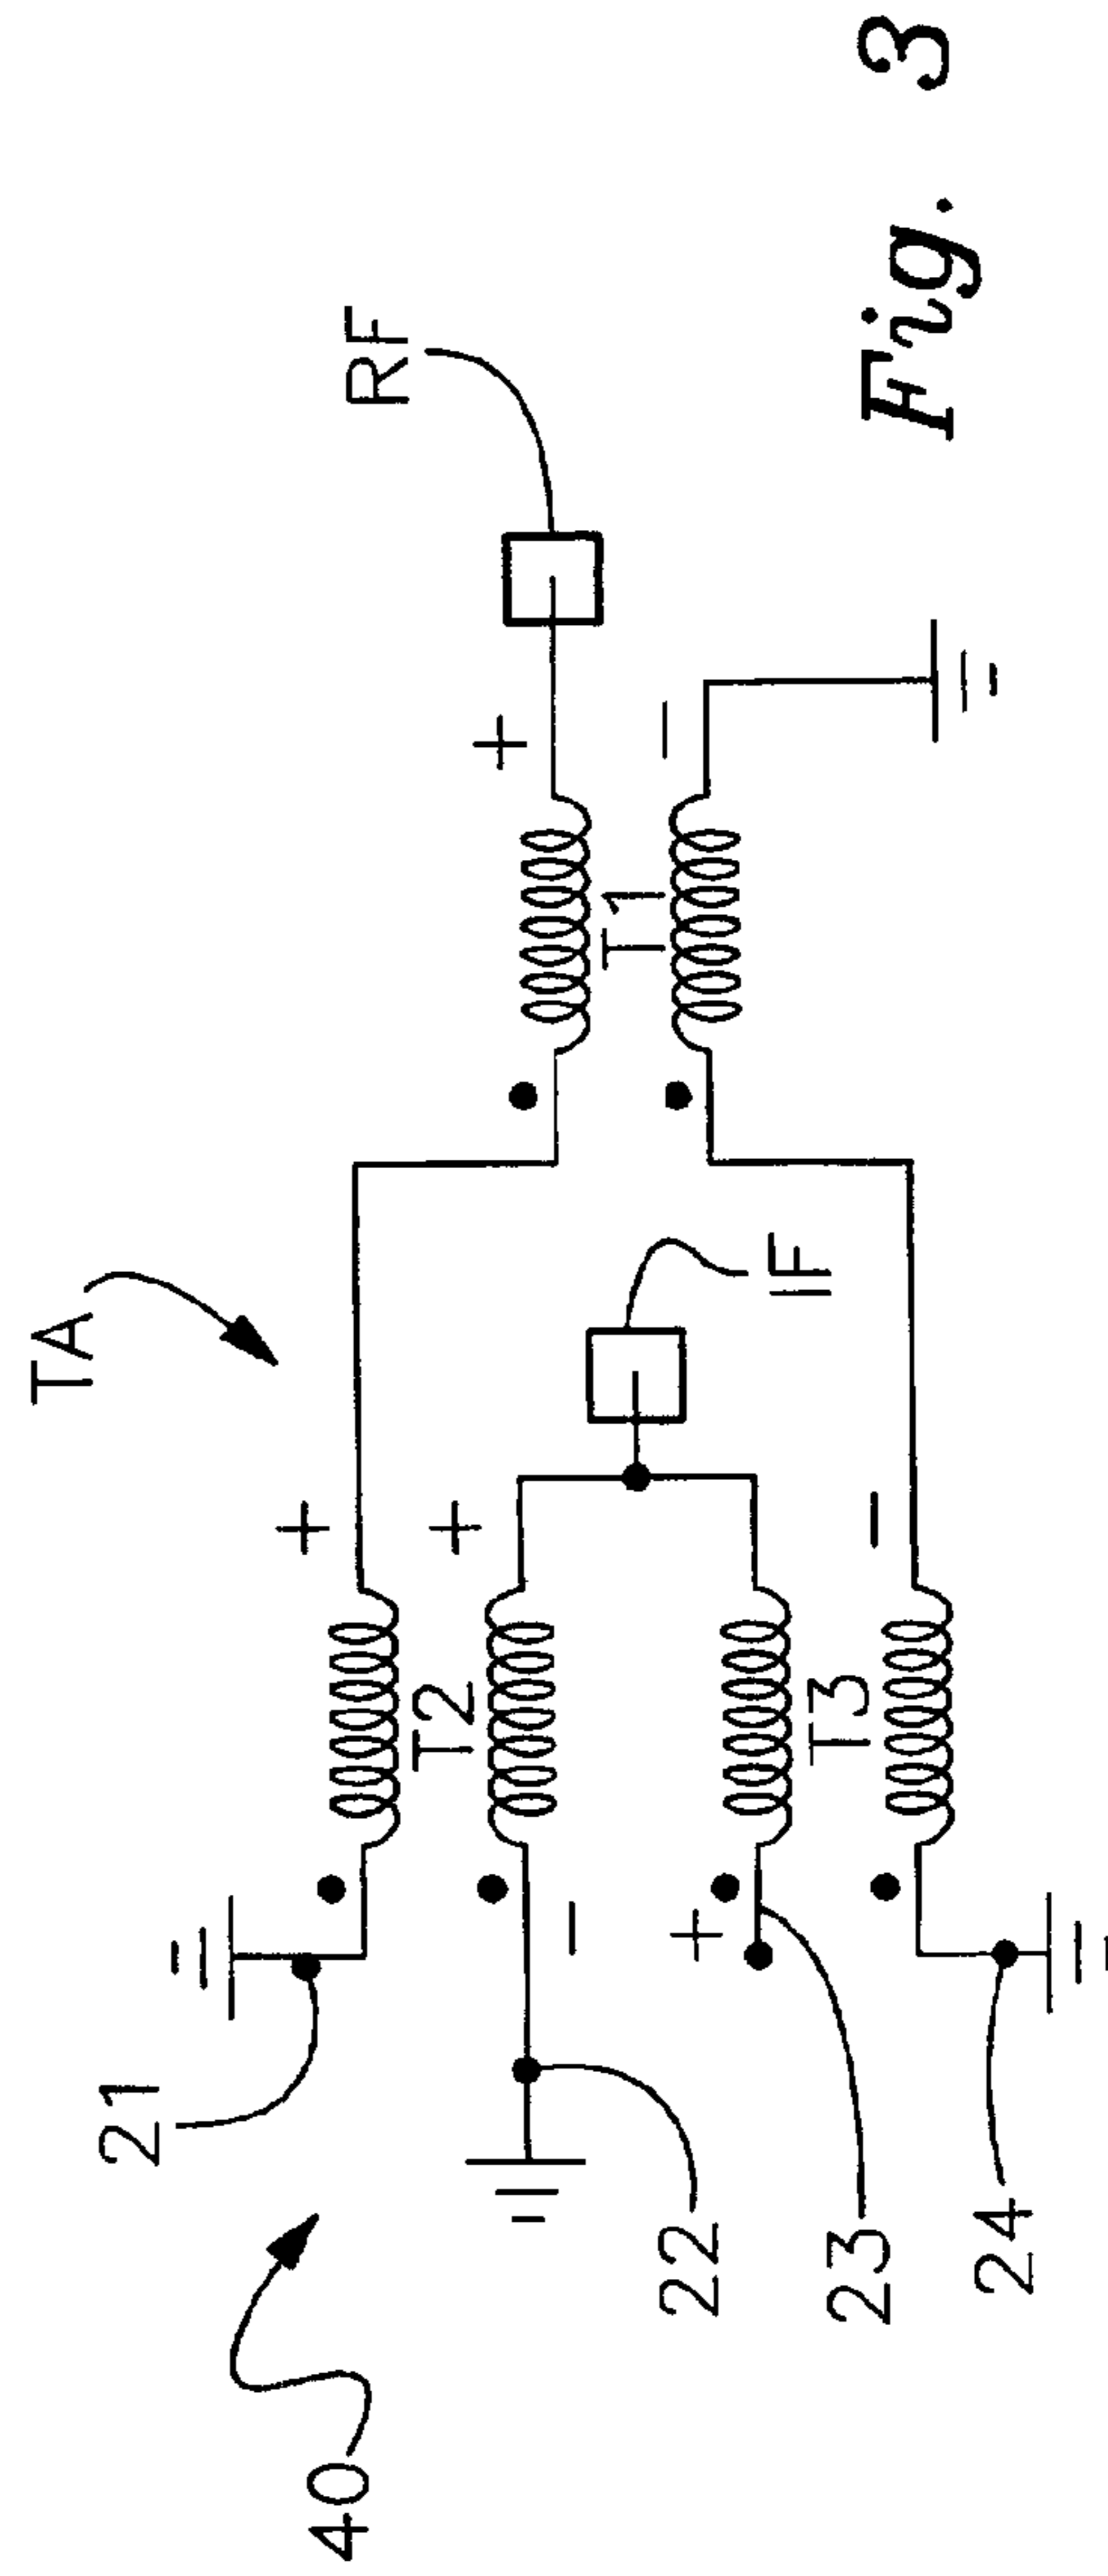 TA
RF
+
T1
−
+
+
T2
−
IF
+
T3
−
21
22
23
24
40
Fig. 3